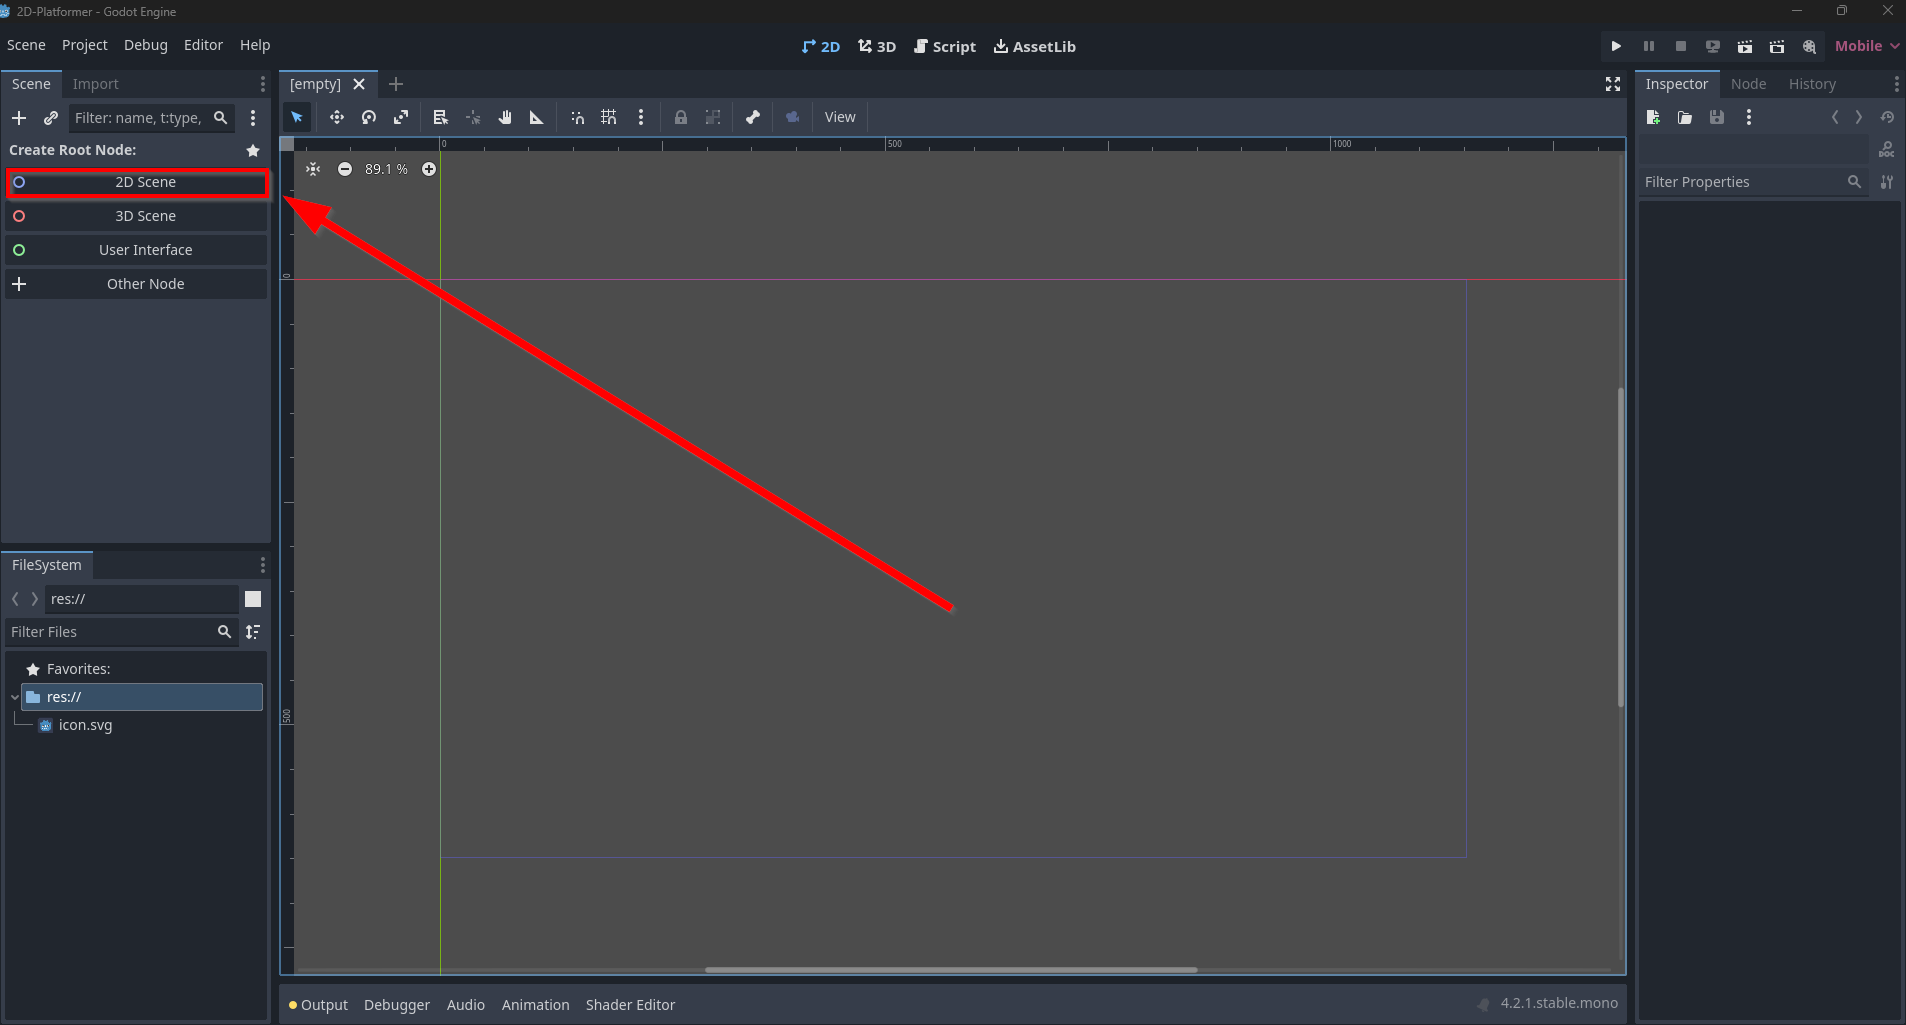 2D-Platformer - Godot Engine
Scene Project Debug Editor Help
2D 3D Script AssetLib
Mobile
Scene Import
[empty]
Inspector Node History
Filter: name, t:type,
View
Create Root Node:
0 500 1000
89.1 %
2D Scene
Filter Properties
3D Scene
User Interface
Other Node
0
500
DOC
FileSystem
res://
Filter Files
Favorites:
res://
icon.svg
Output Debugger Audio Animation Shader Editor
4.2.1.stable.mono